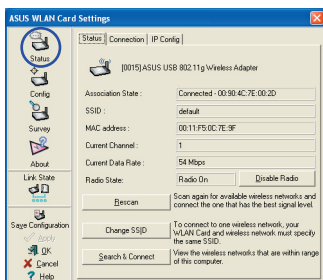 ASUS WLAN Card Settings
Status
Config
Survey
About
Link State
Save Configuration
Apply
OK
Cancel
Help
Status Connection IP Config
[0015] ASUS USB 802.11g Wireless Adapter
Association State : Connected - 00:90:4C:7E:00:2D
SSID : default
MAC address : 00:11:F5:0C:7E:9F
Current Channel : 1
Current Data Rate : 54 Mbps
Radio State: Radio On Disable Radio
Rescan Scan again for available wireless networks and
connect the one that has the best signal level.
Change SSID To connect to one wireless network, your
WLAN Card and wireless network must specify
the same SSID.
Search & Connect View the wireless networks that are within range
of this computer.